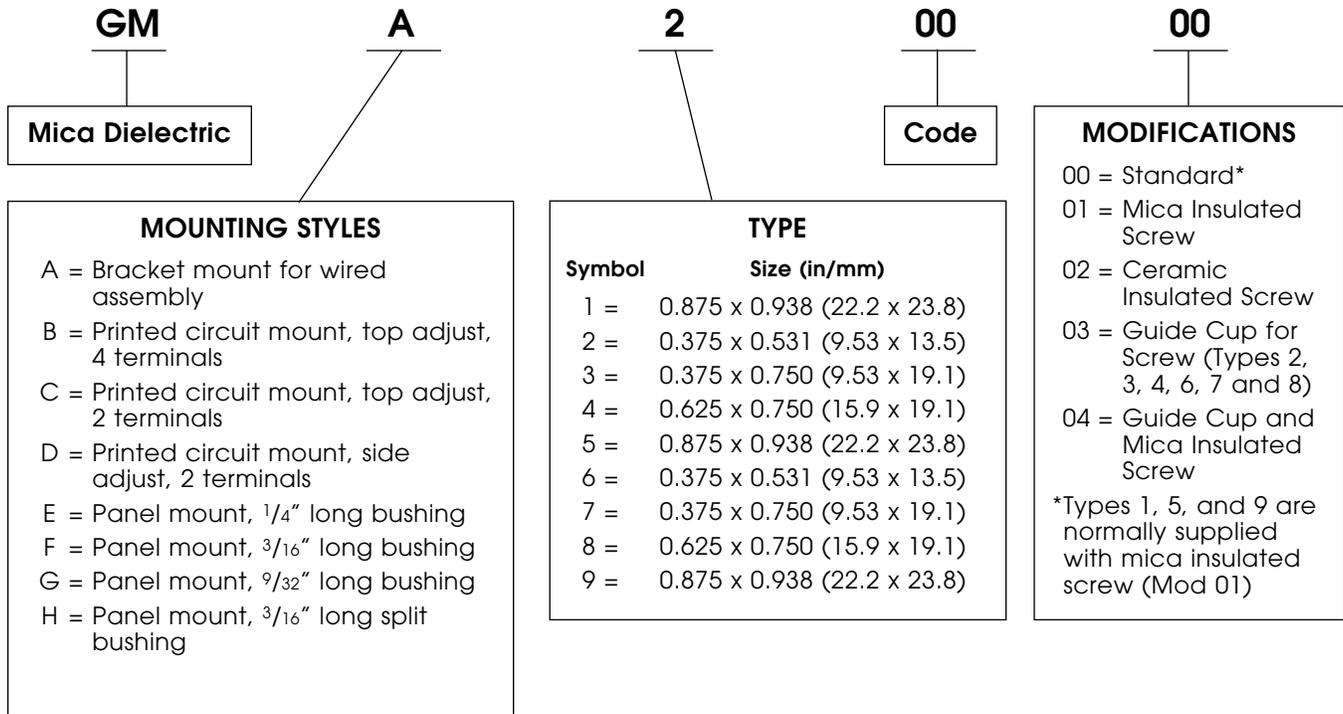 GM A 2 00 00
Mica Dielectric
Code
MOUNTING STYLES
A = Bracket mount for wired
assembly
B = Printed circuit mount, top adjust,
4 terminals
C = Printed circuit mount, top adjust,
2 terminals
D = Printed circuit mount, side
adjust, 2 terminals
E = Panel mount, 1/4" long bushing
F = Panel mount, 3/16" long bushing
G = Panel mount, 9/32" long bushing
H = Panel mount, 3/16" long split
bushing
TYPE
Symbol Size (in/mm)
1 = 0.875 x 0.938 (22.2 x 23.8)
2 = 0.375 x 0.531 (9.53 x 13.5)
3 = 0.375 x 0.750 (9.53 x 19.1)
4 = 0.625 x 0.750 (15.9 x 19.1)
5 = 0.875 x 0.938 (22.2 x 23.8)
6 = 0.375 x 0.531 (9.53 x 13.5)
7 = 0.375 x 0.750 (9.53 x 19.1)
8 = 0.625 x 0.750 (15.9 x 19.1)
9 = 0.875 x 0.938 (22.2 x 23.8)
MODIFICATIONS
00 = Standard*
01 = Mica Insulated
Screw
02 = Ceramic
Insulated Screw
03 = Guide Cup for
Screw (Types 2,
3, 4, 6, 7 and 8)
04 = Guide Cup and
Mica Insulated
Screw
*Types 1, 5, and 9 are
normally supplied
with mica insulated
screw (Mod 01)